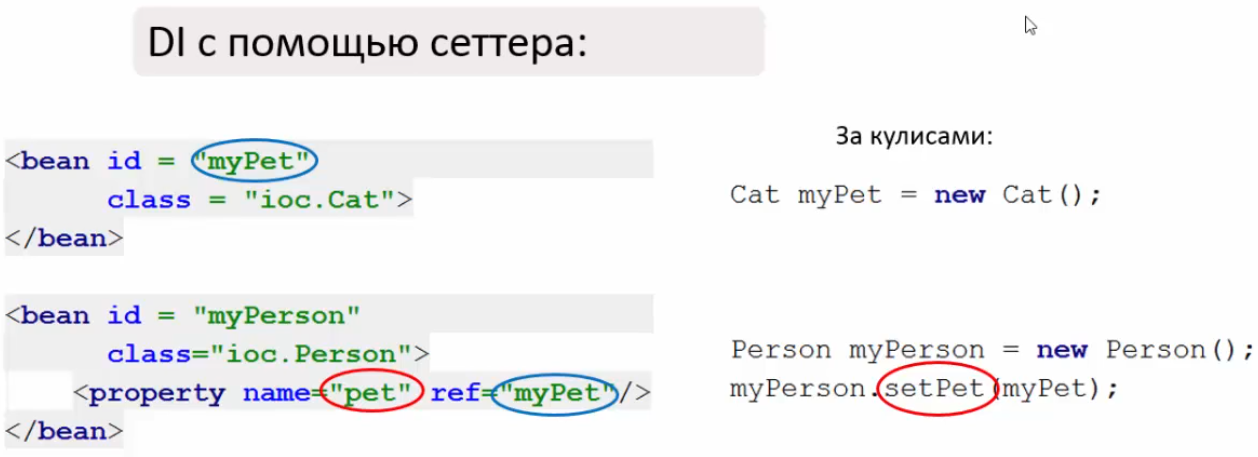 DI с помощью сеттера:
За кулисами:
<bean id = "myPet"
class = "ioc.Cat">
</bean>
Cat myPet = new Cat();
<bean id = "myPerson"
class="ioc.Person">
<property name="pet" ref="myPet"/>
</bean>
Person myPerson = new Person();
myPerson.setPet(myPet);